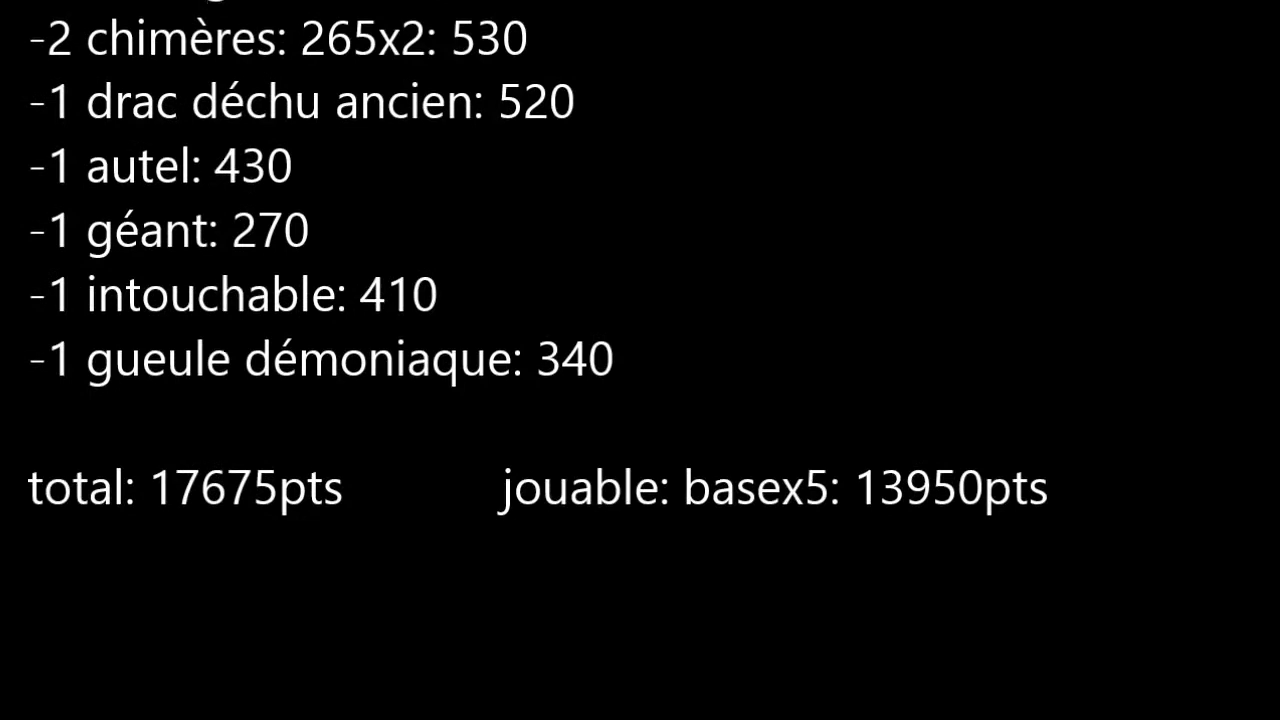 -2 chimères: 265x2: 530
-1 drac déchu ancien: 520
-1 autel: 430
-1 géant: 270
-1 intouchable: 410
-1 gueule démoniaque: 340
total: 17675pts jouable: basex5: 13950pts